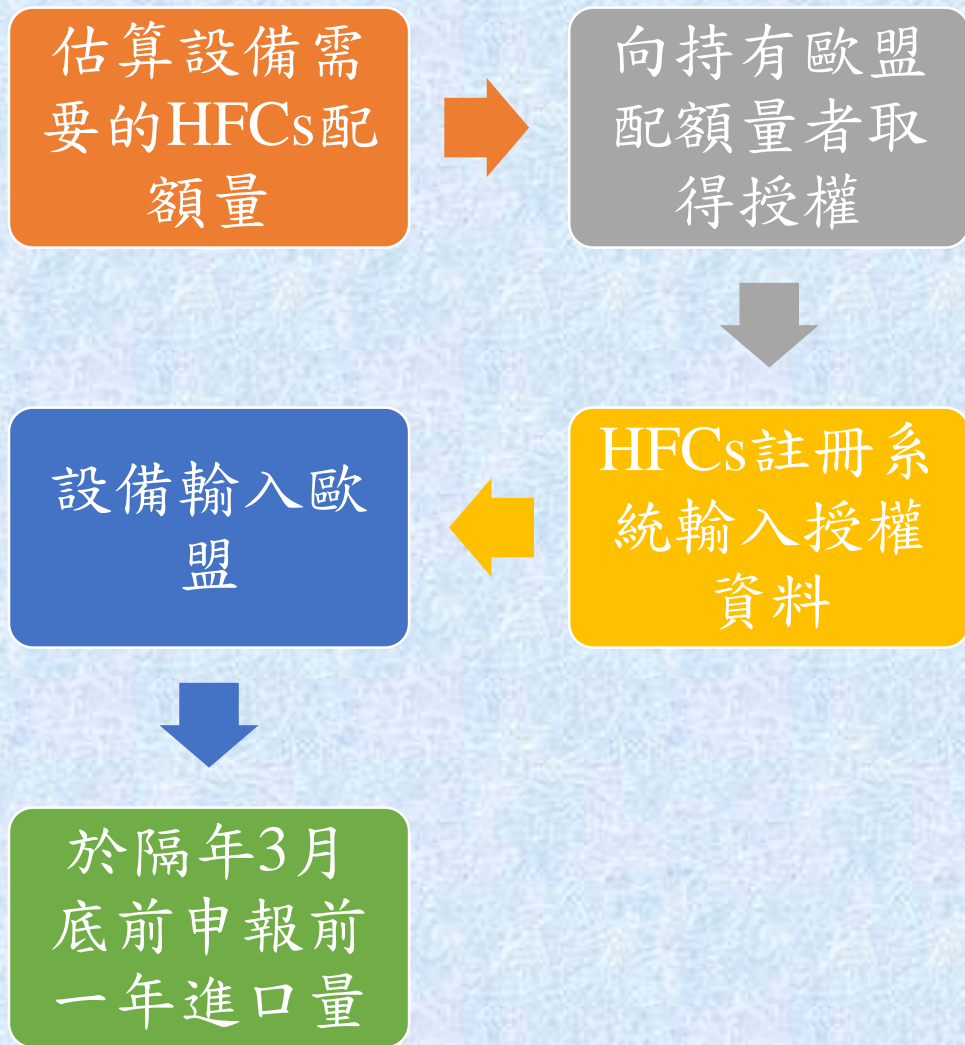 估算設備需
要的HFCs配
額量
向持有歐盟
配額量者取
得授權
HFCs註冊系
統輸入授權
資料
設備輸入歐
盟
於隔年3月
底前申報前
一年進口量